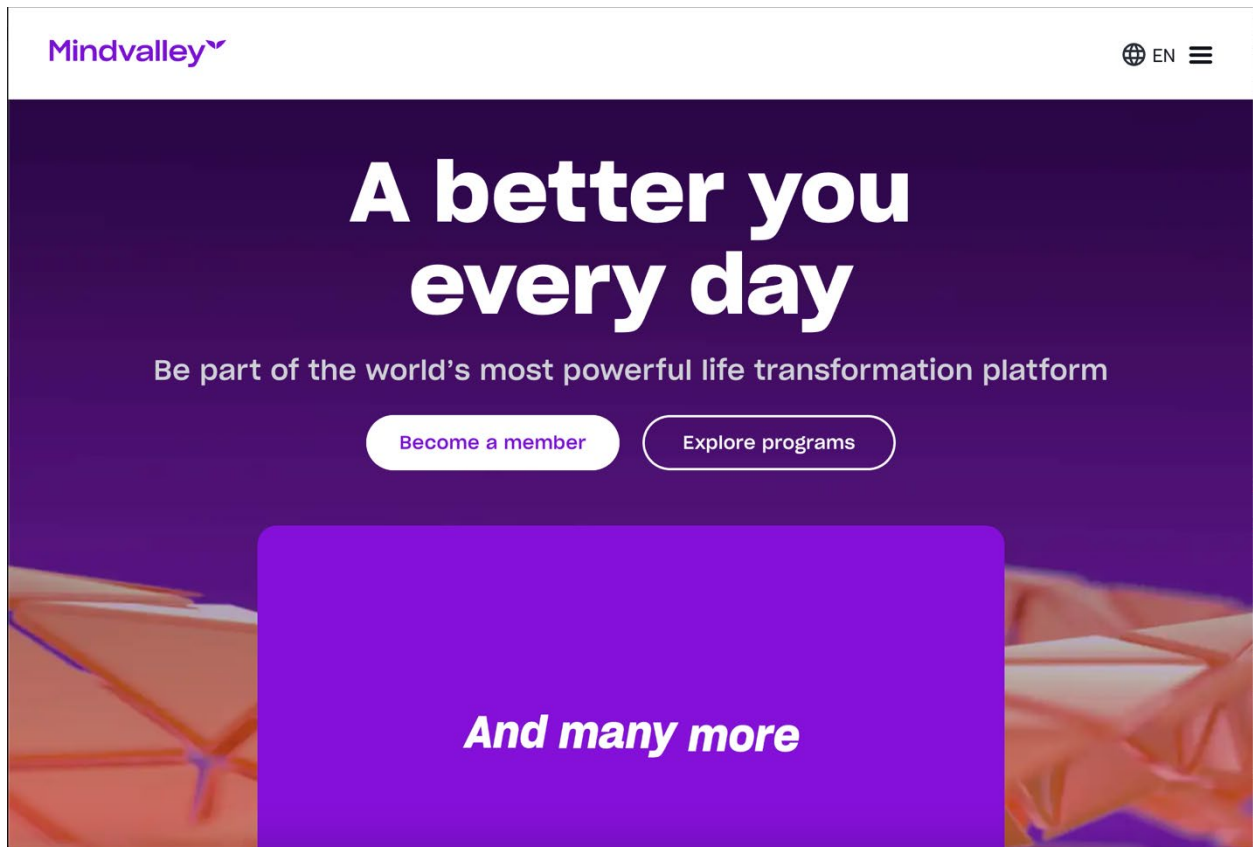 Mindvalley
EN
A better you
every day
Be part of the world’s most powerful life transformation platform
Become a member
Explore programs
And many more